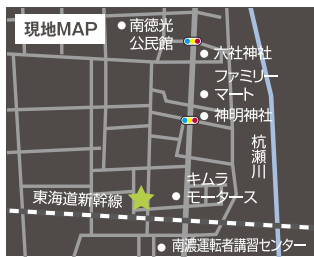 現地MAP
南徳光
公民館
六社神社
ファミリー
マート
神明神社
杭瀬川
キムラ
モータース
東海道新幹線
南濃運転者講習センター